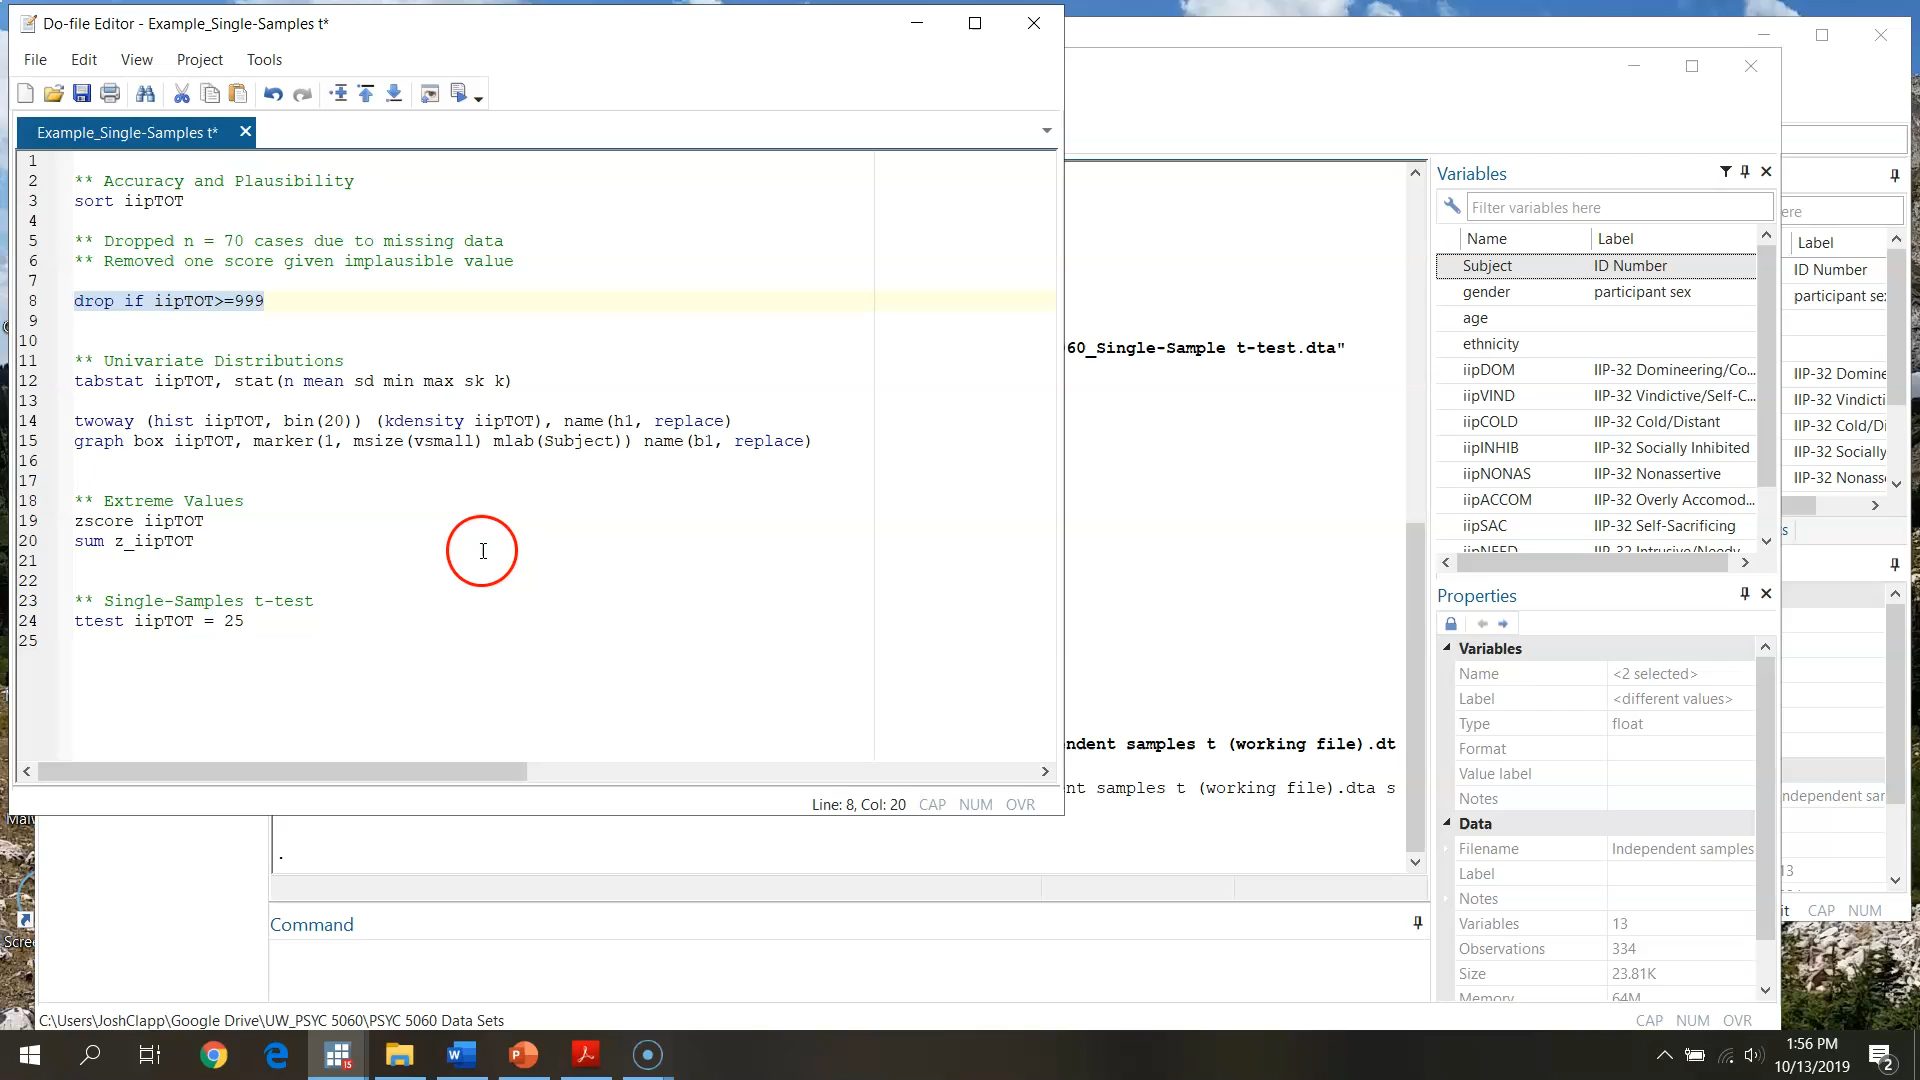 Do-file Editor - Example_Single-Samples t*
File Edit View Project Tools
Example_Single-Samples t*
1
2 ** Accuracy and Plausibility
3 sort iipTOT
4
5 ** Dropped n = 70 cases due to missing data
6 ** Removed one score given implausible value
7
8 drop if iipTOT>=999
9
10
11 ** Univariate Distributions
12 tabstat iipTOT, stat(n mean sd min max sk k)
13
14 twoway (hist iipTOT, bin(20)) (kdensity iipTOT), name(h1, replace)
15 graph box iipTOT, marker(1, msize(vsmall) mlab(Subject)) name(b1, replace)
16
17
18 ** Extreme Values
19 zscore iipTOT
20 sum z_iipTOT
21
22
23 ** Single-Samples t-test
24 ttest iipTOT = 25
25
Line: 8, Col: 20 CAP NUM OVR
60_Single-Sample t-test.dta"
ndent samples t (working file).dt
nt samples t (working file).dta s
.
Command
C:\Users\JoshClapp\Google Drive\UW_PSYC 5060\PSYC 5060 Data Sets
CAP NUM OVR
Variables
Filter variables here
Name Label
Subject ID Number
gender participant sex
age
ethnicity
iipDOM IIP-32 Domineering/Co...
iipVIND IIP-32 Vindictive/Self-C...
iipCOLD IIP-32 Cold/Distant
iipINHIB IIP-32 Socially Inhibited
iipNONAS IIP-32 Nonassertive
iipACCOM IIP-32 Overly Accomod...
iipSAC IIP-32 Self-Sacrificing
iipNEED IIP-32 Intrusive/Needy
Properties
Variables
Name <2 selected>
Label <different values>
Type float
Format
Value label
Notes
Data
Filename Independent samples
Label
Notes
Variables 13
Observations 334
Size 23.81K
Memory 64M
ere
Label
ID Number
participant se
IIP-32 Domine
IIP-32 Vindicti
IIP-32 Cold/Di
IIP-32 Socially
IIP-32 Nonass
s
ndependent sar
13
it CAP NUM
Scree
15
1:56 PM
10/13/2019
2